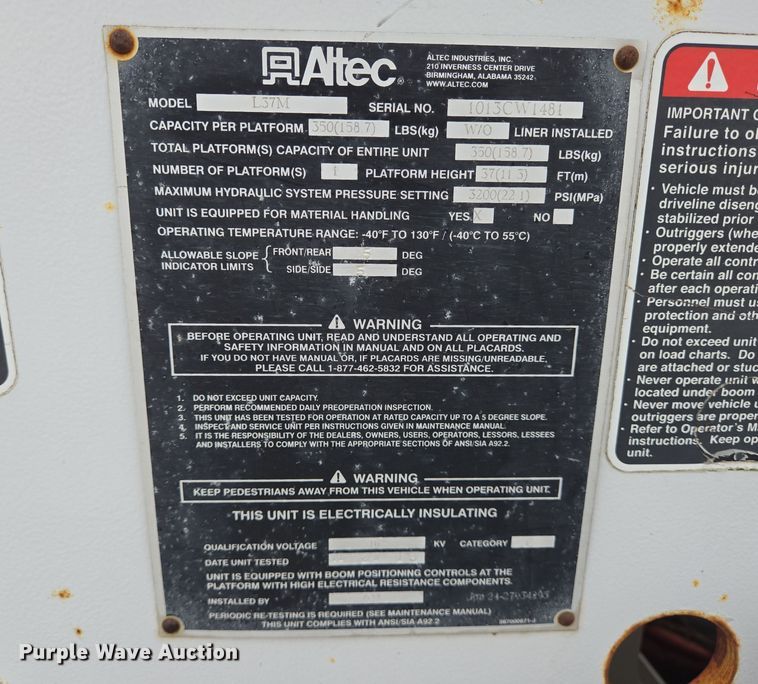 Altec
ALTEC INDUSTRIES, INC.
210 INVERNESS CENTER DRIVE
BIRMINGHAM, ALABAMA 35242
WWW.ALTEC.COM
MODEL L37M SERIAL NO. 1013CW1481
CAPACITY PER PLATFORM 350(158.7) LBS(kg) W/O LINER INSTALLED
TOTAL PLATFORM(S) CAPACITY OF ENTIRE UNIT 350(158.7) LBS(kg)
NUMBER OF PLATFORM(S) 1 PLATFORM HEIGHT 37(11.3) FT(m)
MAXIMUM HYDRAULIC SYSTEM PRESSURE SETTING 3200(22.1) PSI(MPa)
UNIT IS EQUIPPED FOR MATERIAL HANDLING YES X NO
OPERATING TEMPERATURE RANGE: -40°F TO 130°F / (-40°C TO 55°C)
ALLOWABLE SLOPE INDICATOR LIMITS
FRONT/REAR 5 DEG
SIDE/SIDE 5 DEG
WARNING
BEFORE OPERATING UNIT, READ AND UNDERSTAND ALL OPERATING AND
SAFETY INFORMATION IN MANUAL AND ON ALL PLACARDS.
IF YOU DO NOT HAVE MANUAL OR, IF PLACARDS ARE MISSING/UNREADABLE,
PLEASE CALL 1-877-462-5832 FOR ASSISTANCE.
1. DO NOT EXCEED UNIT CAPACITY.
2. PERFORM RECOMMENDED DAILY PREOPERATION INSPECTION.
3. THIS UNIT HAS BEEN TESTED FOR OPERATION AT RATED CAPACITY UP TO A 5 DEGREE SLOPE.
4. INSPECT AND SERVICE UNIT PER INSTRUCTIONS GIVEN IN MAINTENANCE MANUAL.
5. IT IS THE RESPONSIBILITY OF THE DEALERS, OWNERS, USERS, OPERATORS, LESSORS, LESSEES
AND INSTALLERS TO COMPLY WITH THE APPROPRIATE SECTIONS OF ANSI/SIA A92.2.
WARNING
KEEP PEDESTRIANS AWAY FROM THIS VEHICLE WHEN OPERATING UNIT.
THIS UNIT IS ELECTRICALLY INSULATING
QUALIFICATION VOLTAGE KV CATEGORY
DATE UNIT TESTED
UNIT IS EQUIPPED WITH BOOM POSITIONING CONTROLS AT THE
PLATFORM WITH HIGH ELECTRICAL RESISTANCE COMPONENTS.
INSTALLED BY
PERIODIC RE-TESTING IS REQUIRED (SEE MAINTENANCE MANUAL)
THIS UNIT COMPLIES WITH ANSI/SIA A92.2
IMPORTANT
Failure to
instructions
serious
• Vehicle must
driveline
stabilized prior
• Outriggers
properly
• Operate all
• Be certain all
after each
• Personnel must
protection and
equipment.
• Do not exceed unit
on load charts. Do
are attached or
• Never operate unit
located under boom
• Never move vehicle
outriggers are
• Refer to Operator's
instructions. Keep
unit.
Purple Wave Auction